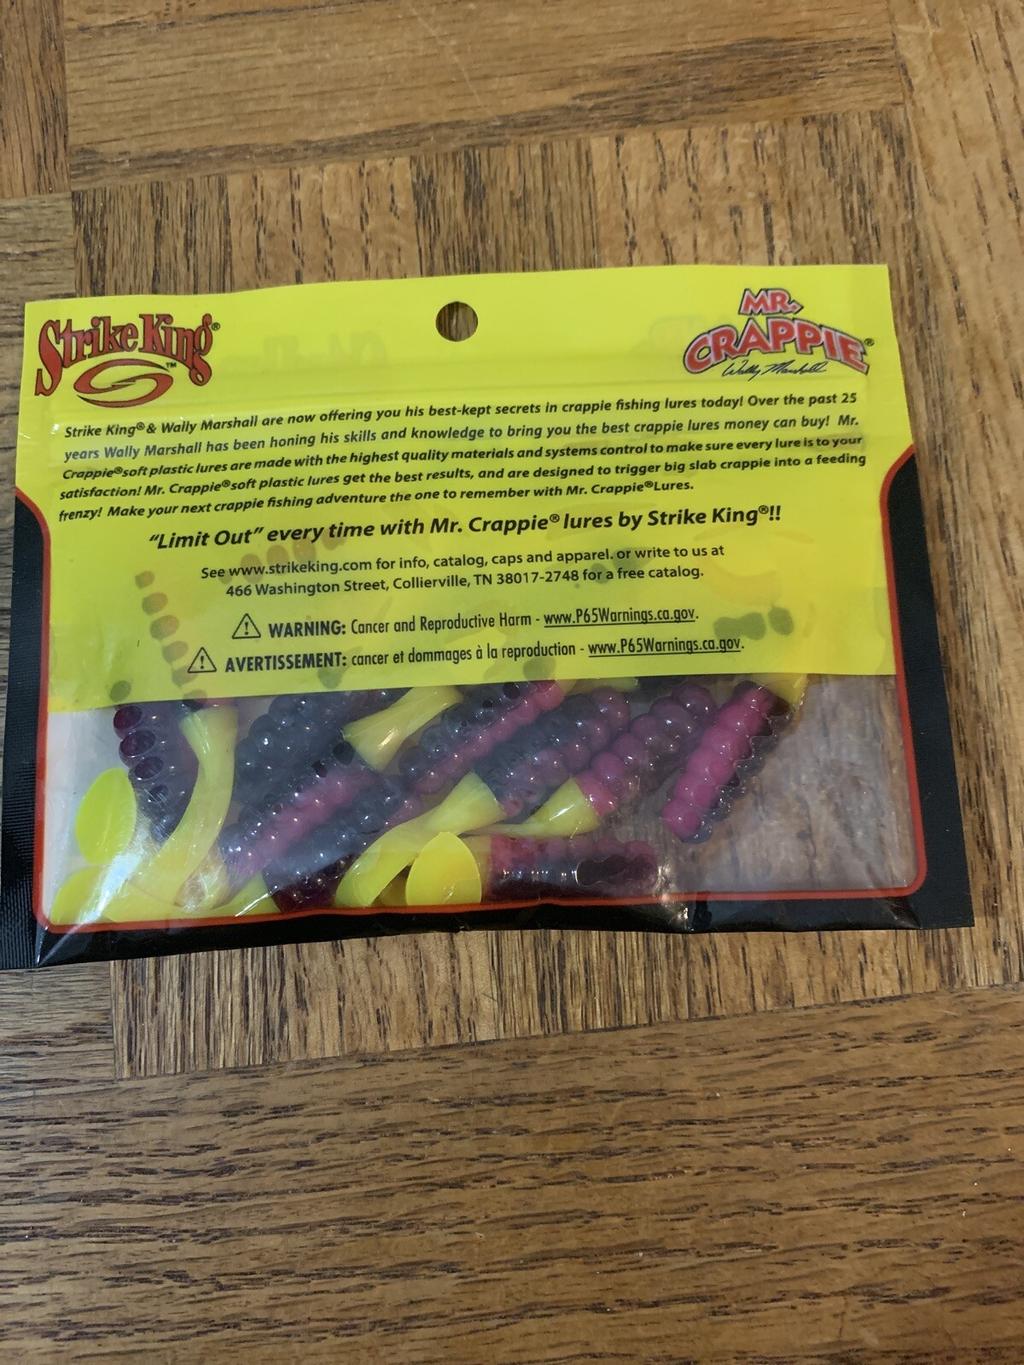 Strike King® ™
MR.
CRAPPIE®
Wally Marshall
Strike King® & Wally Marshall are now offering you his best-kept secrets in crappie fishing lures today! Over the past 25
years Wally Marshall has been honing his skills and knowledge to bring you the best crappie lures money can buy! Mr.
Crappie® soft plastic lures are made with the highest quality materials and systems control to make sure every lure is to your
satisfaction! Mr. Crappie® soft plastic lures get the best results, and are designed to trigger big slab crappie into a feeding
frenzy! Make your next crappie fishing adventure the one to remember with Mr. Crappie® Lures.
“Limit Out” every time with Mr. Crappie® lures by Strike King®!!
See www.strikeking.com for info, catalog, caps and apparel. or write to us at
466 Washington Street, Collierville, TN 38017-2748 for a free catalog.
WARNING: Cancer and Reproductive Harm - www.P65Warnings.ca.gov.
AVERTISSEMENT: cancer et dommages à la reproduction - www.P65Warnings.ca.gov.